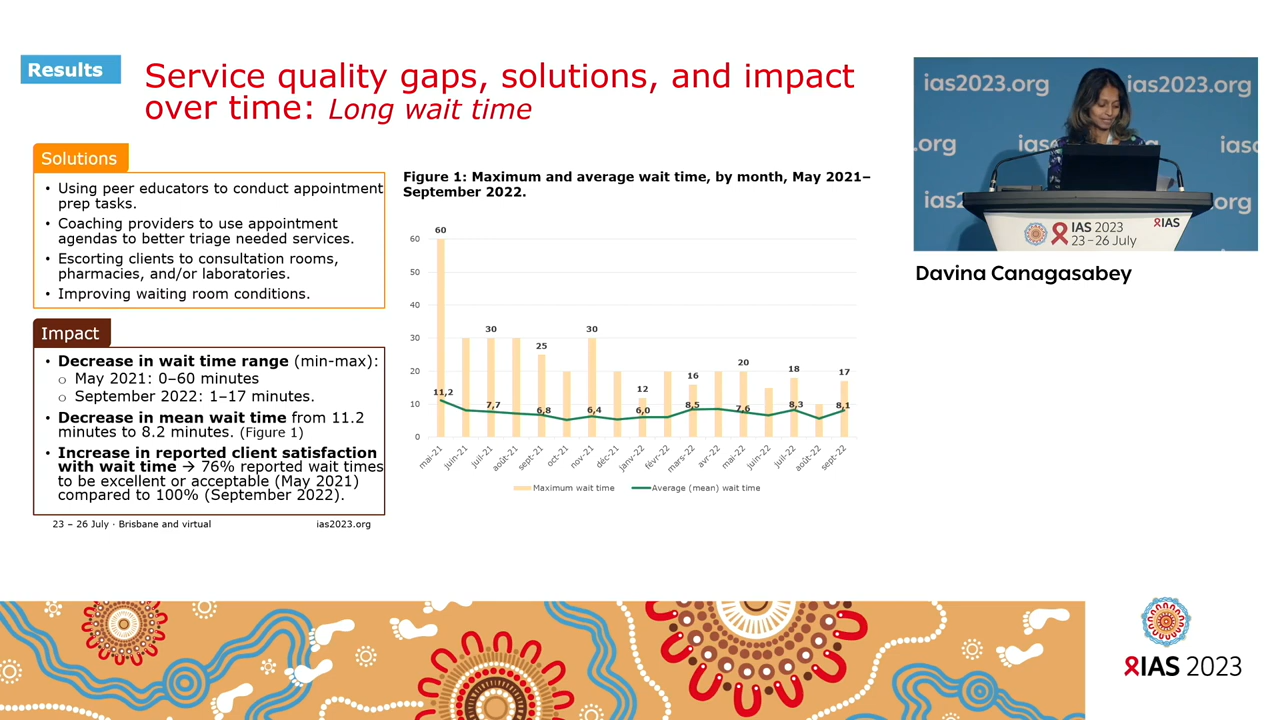 Results
Service quality gaps, solutions, and impact
over time: Long wait time
Solutions
• Using peer educators to conduct appointment
prep tasks.
• Coaching providers to use appointment
agendas to better triage needed services.
• Escorting clients to consultation rooms,
pharmacies, and/or laboratories.
• Improving waiting room conditions.
Impact
• Decrease in wait time range (min-max):
o May 2021: 0–60 minutes
o September 2022: 1–17 minutes.
• Decrease in mean wait time from 11.2
minutes to 8.2 minutes. (Figure 1)
• Increase in reported client satisfaction
with wait time → 76% reported wait times
to be excellent or acceptable (May 2021)
compared to 100% (September 2022).
23 – 26 July · Brisbane and virtual
ias2023.org
Figure 1: Maximum and average wait time, by month, May 2021–
September 2022.
60
50
40
30
20
10
0
60
30
25
30
12
16
20
18
17
11,2
7,7
6,8
6,4
6,0
8,5
7,6
8,3
8,1
mai-21
juin-21
juil-21
août-21
sept-21
oct-21
nov-21
déc-21
janv-22
févr-22
mars-22
avr-22
mai-22
juin-22
juil-22
août-22
sept-22
Maximum wait time
Average (mean) wait time
ias2023.org
ias2023.org
.org
ias
ias
ias
.org
IAS 2023
23 – 26 July
IAS
Davina Canagasabey
IAS 2023